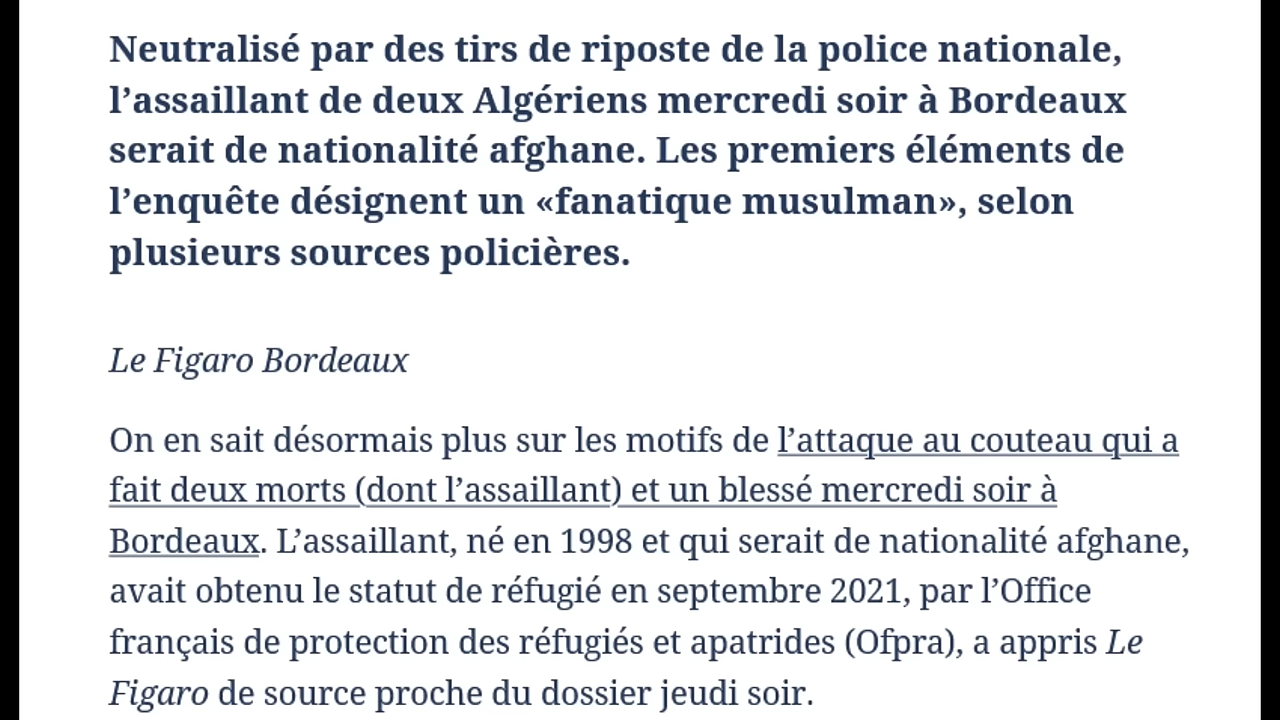 Neutralisé par des tirs de riposte de la police nationale,
l’assaillant de deux Algériens mercredi soir à Bordeaux
serait de nationalité afghane. Les premiers éléments de
l’enquête désignent un «fanatique musulman», selon
plusieurs sources policières.
Le Figaro Bordeaux
On en sait désormais plus sur les motifs de l’attaque au couteau qui a
fait deux morts (dont l’assaillant) et un blessé mercredi soir à
Bordeaux. L’assaillant, né en 1998 et qui serait de nationalité afghane,
avait obtenu le statut de réfugié en septembre 2021, par l’Office
français de protection des réfugiés et apatrides (Ofpra), a appris Le
Figaro de source proche du dossier jeudi soir.